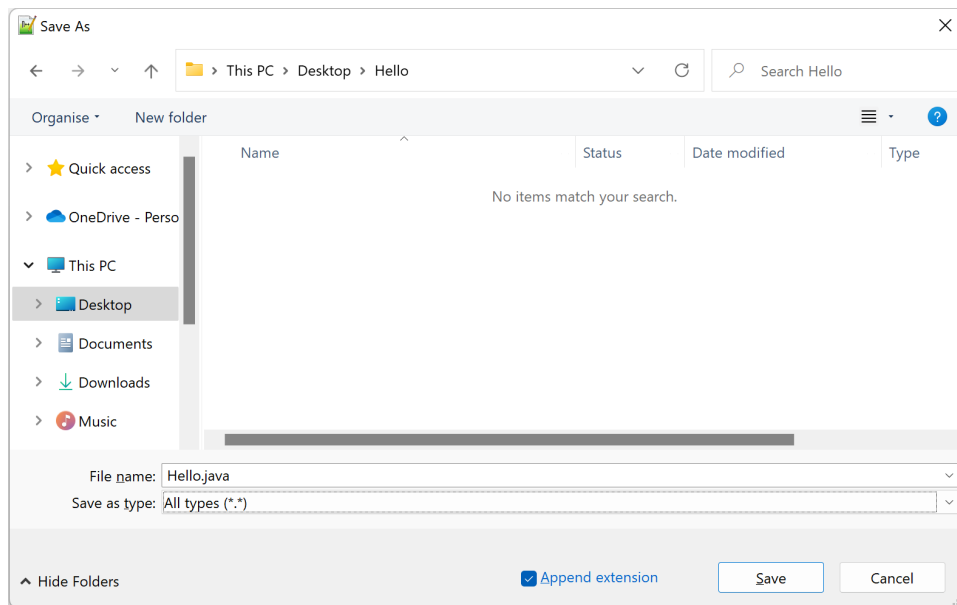 Save As
This PC > Desktop > Hello
Search Hello
Organise
New folder
Name
Status
Date modified
Type
No items match your search.
Quick access
OneDrive - Perso
This PC
Desktop
Documents
Downloads
Music
File name: Hello.java
Save as type: All types (*.*)
Hide Folders
Append extension
Save
Cancel